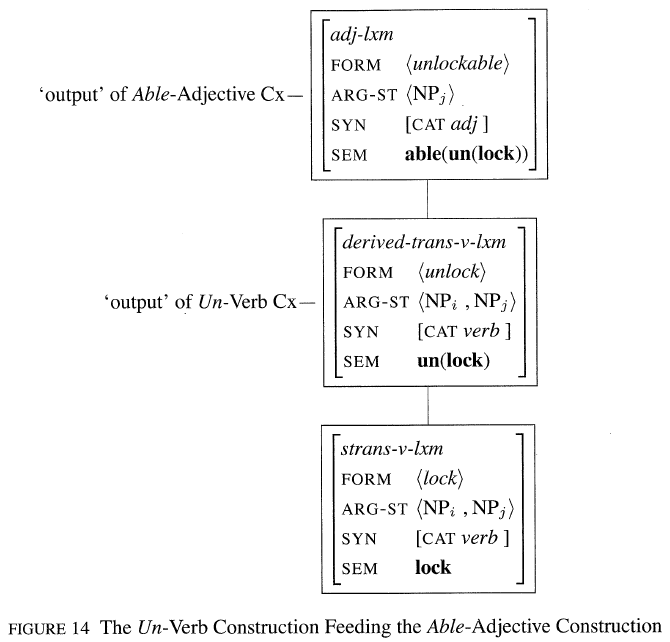 adj-lxm
FORM ⟨unlockable⟩
‘output’ of Able-Adjective Cx
ARG-ST ⟨NPj⟩
SYN [CAT adj ]
SEM able(un(lock))
derived-trans-v-lxm
FORM ⟨unlock⟩
‘output’ of Un-Verb Cx
ARG-ST ⟨NPi , NPj⟩
SYN [CAT verb ]
SEM un(lock)
strans-v-lxm
FORM ⟨lock⟩
ARG-ST ⟨NPi , NPj⟩
SYN [CAT verb ]
SEM lock
FIGURE 14 The Un-Verb Construction Feeding the Able-Adjective Construction